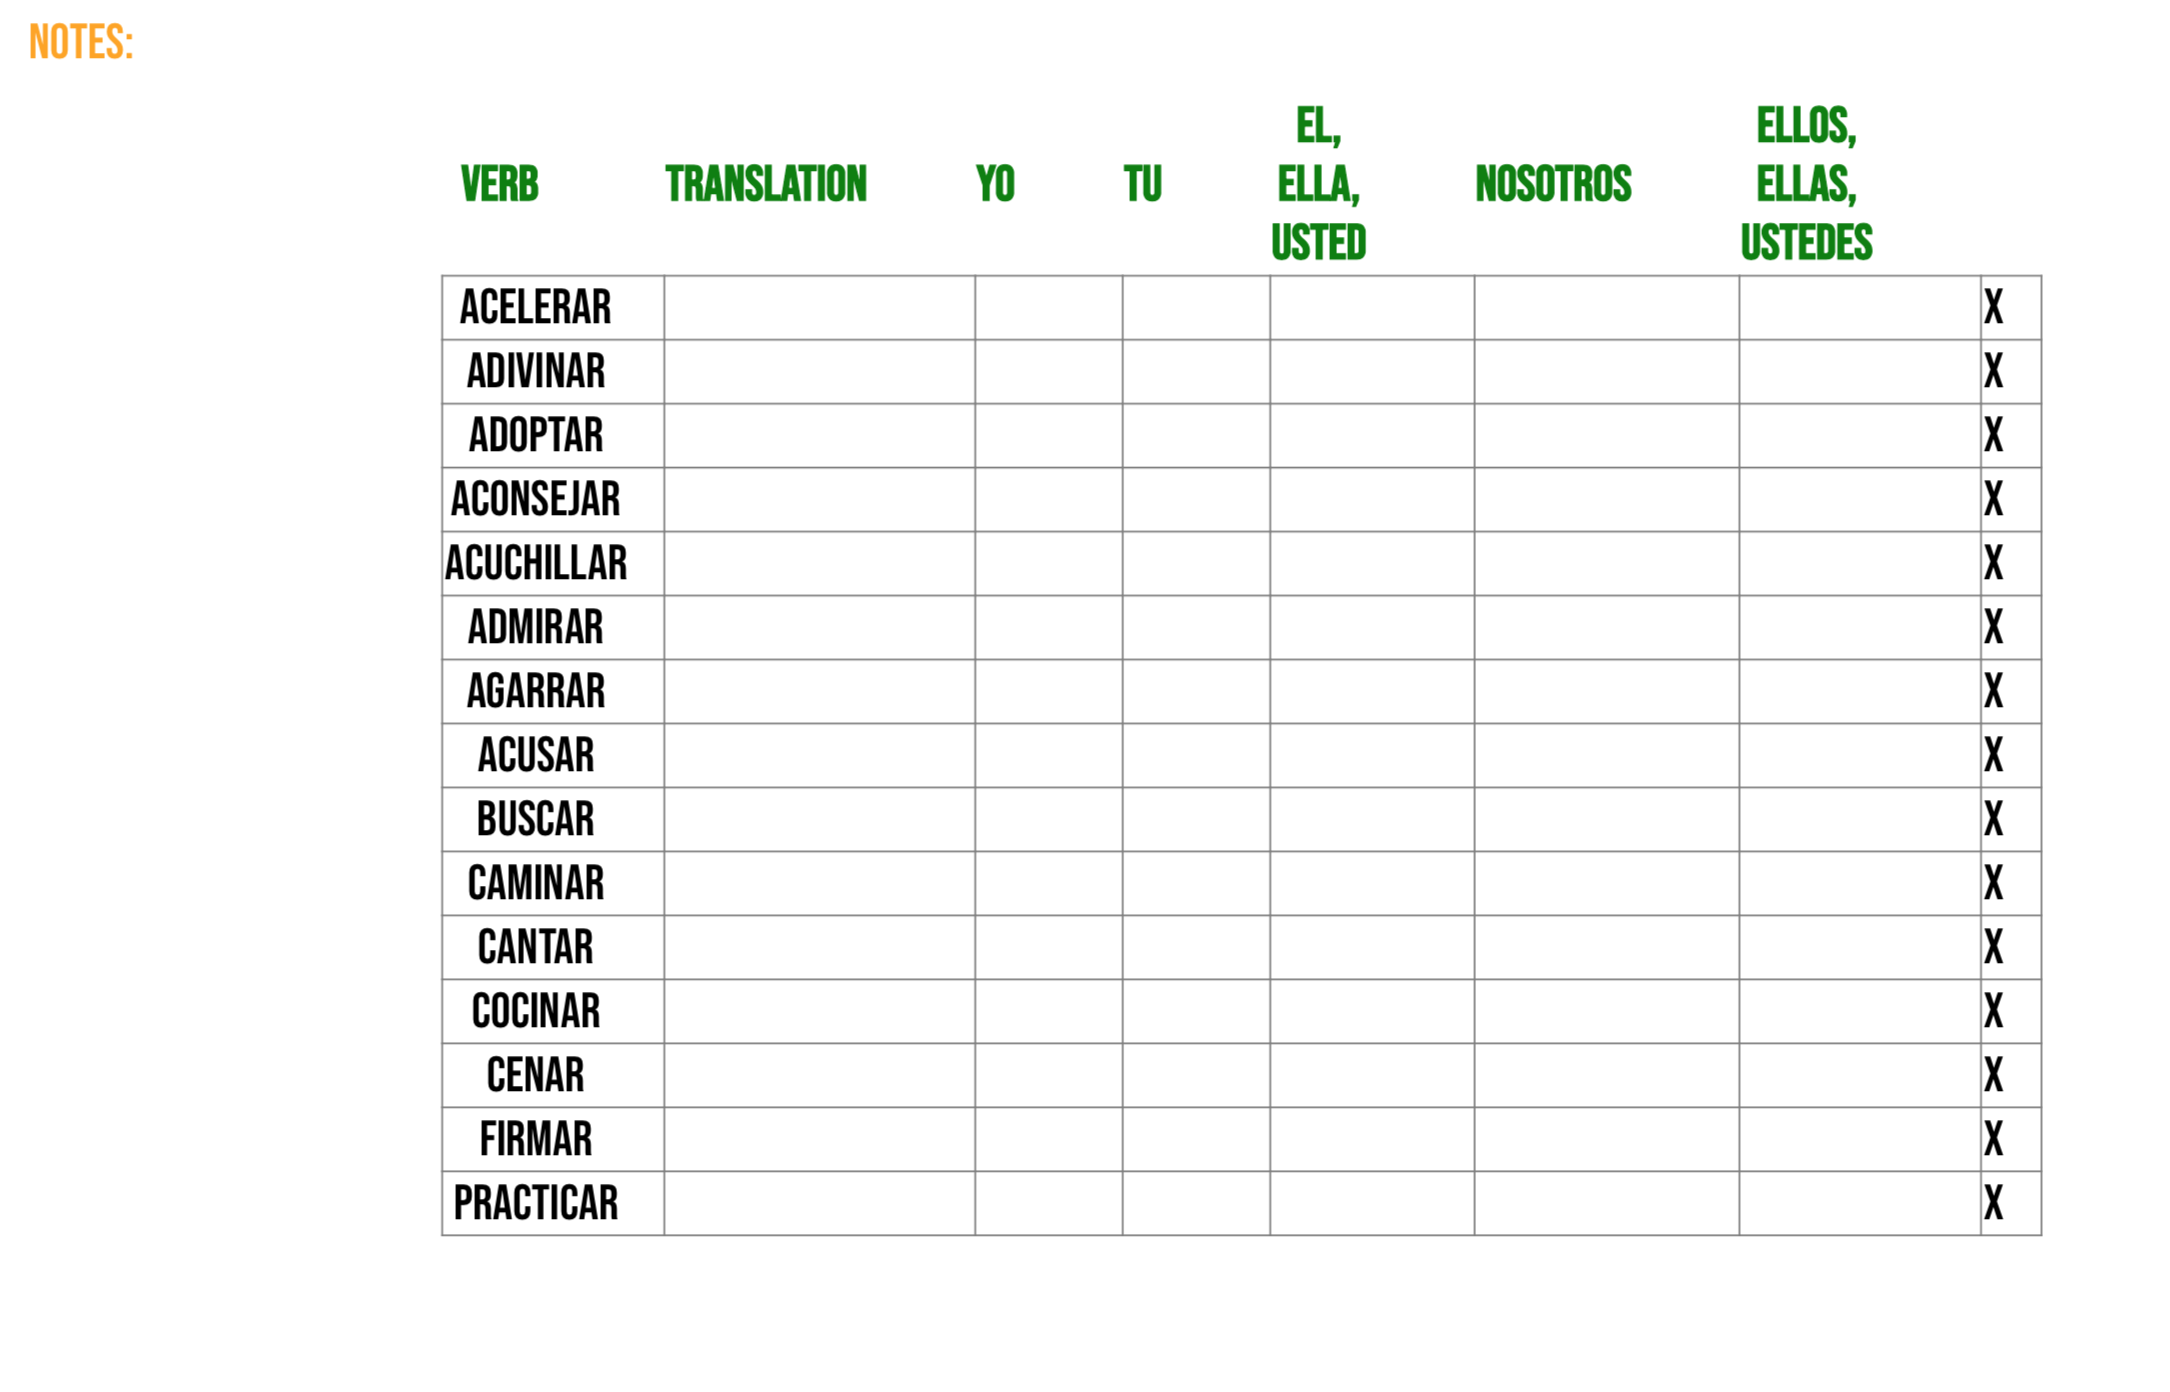 NOTES:
VERB TRANSLATION YO TU EL, ELLA, USTED NOSOTROS ELLOS, ELLAS, USTEDES
ACELERAR X
ADIVINAR X
ADOPTAR X
ACONSEJAR X
ACUCHILLAR X
ADMIRAR X
AGARRAR X
ACUSAR X
BUSCAR X
CAMINAR X
CANTAR X
COCINAR X
CENAR X
FIRMAR X
PRACTICAR X